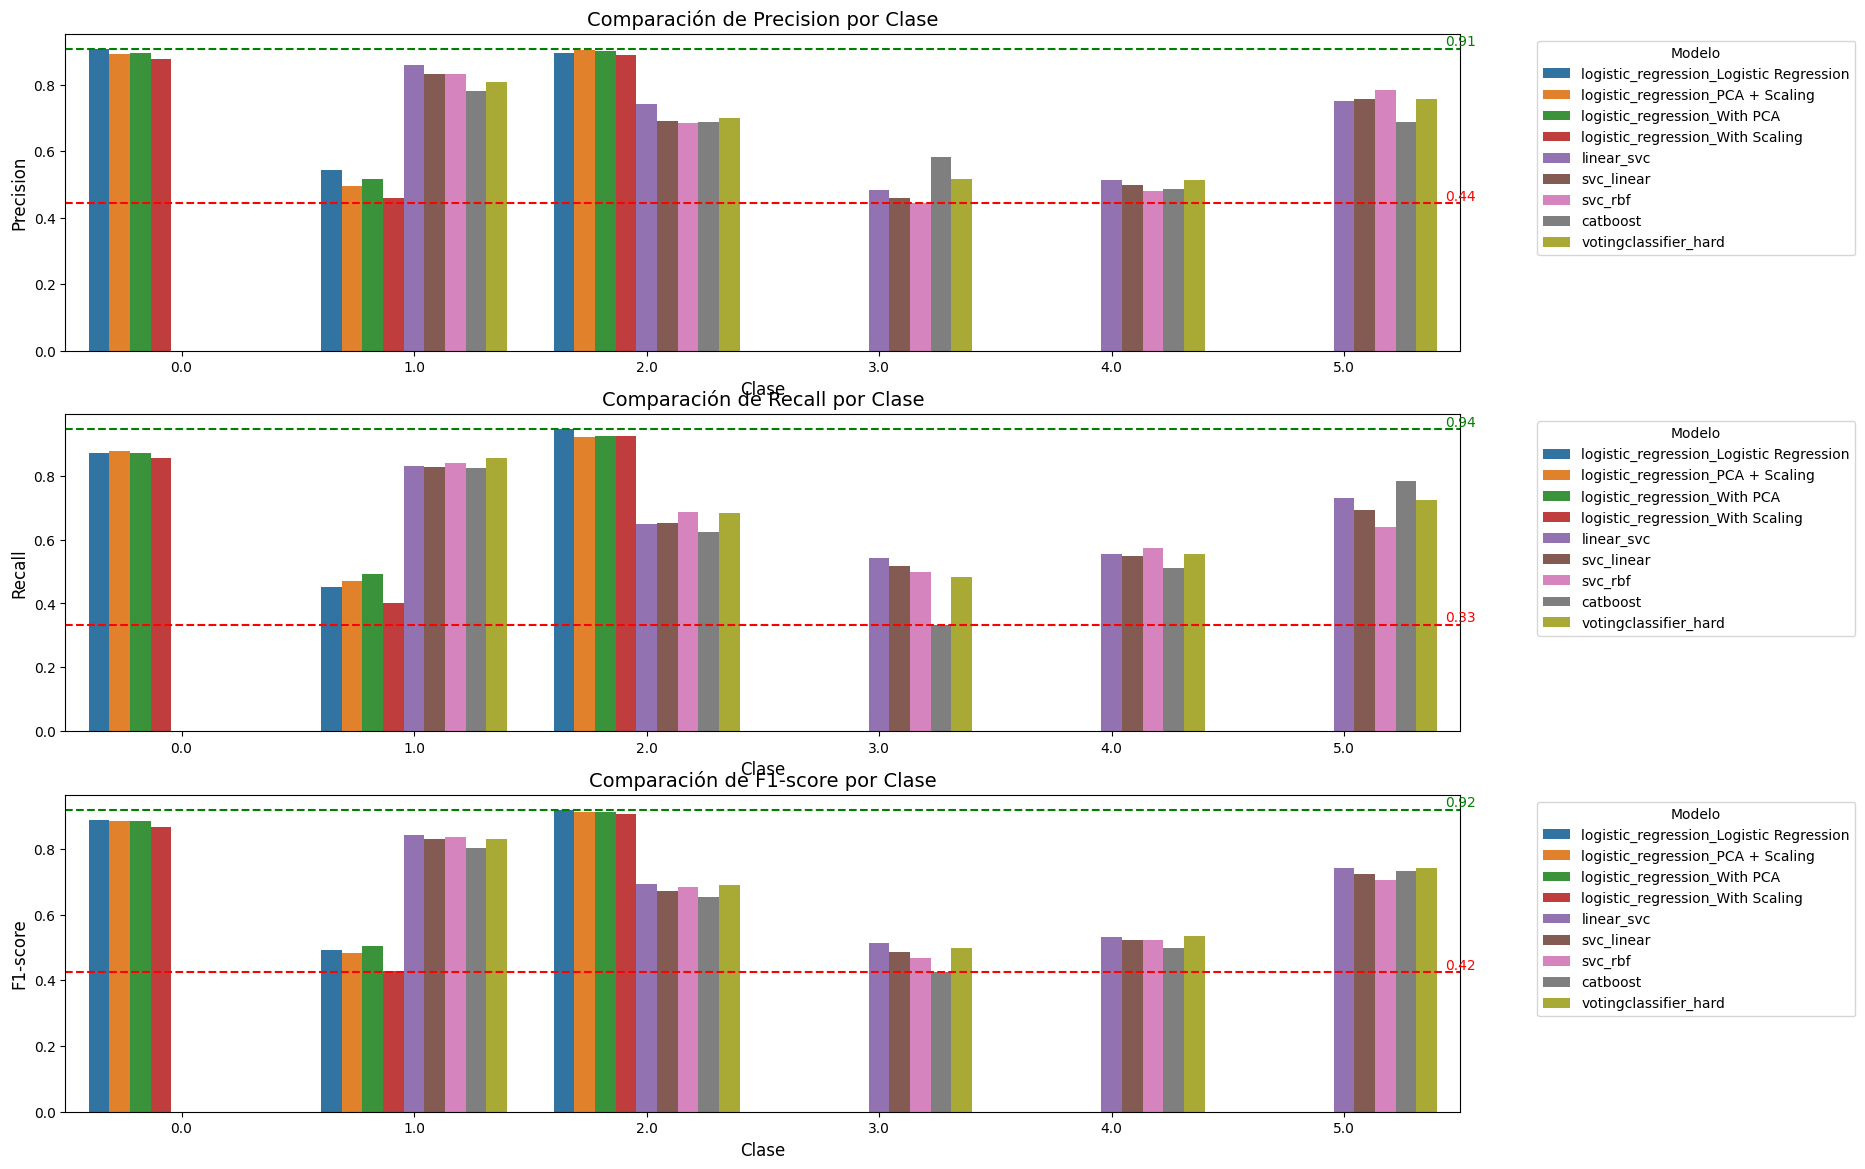 Comparación de Precision por Clase
Precision
0.8
0.6
0.4
0.2
0.0
0.91
0.44
0.0 1.0 2.0 3.0 4.0 5.0
Clase
Modelo
logistic_regression_Logistic Regression
logistic_regression_PCA + Scaling
logistic_regression_With PCA
logistic_regression_With Scaling
linear_svc
svc_linear
svc_rbf
catboost
votingclassifier_hard
Comparación de Recall por Clase
Recall
0.8
0.6
0.4
0.2
0.0
0.94
0.33
0.0 1.0 2.0 3.0 4.0 5.0
Clase
Modelo
logistic_regression_Logistic Regression
logistic_regression_PCA + Scaling
logistic_regression_With PCA
logistic_regression_With Scaling
linear_svc
svc_linear
svc_rbf
catboost
votingclassifier_hard
Comparación de F1-score por Clase
F1-score
0.8
0.6
0.4
0.2
0.0
0.92
0.42
0.0 1.0 2.0 3.0 4.0 5.0
Clase
Modelo
logistic_regression_Logistic Regression
logistic_regression_PCA + Scaling
logistic_regression_With PCA
logistic_regression_With Scaling
linear_svc
svc_linear
svc_rbf
catboost
votingclassifier_hard